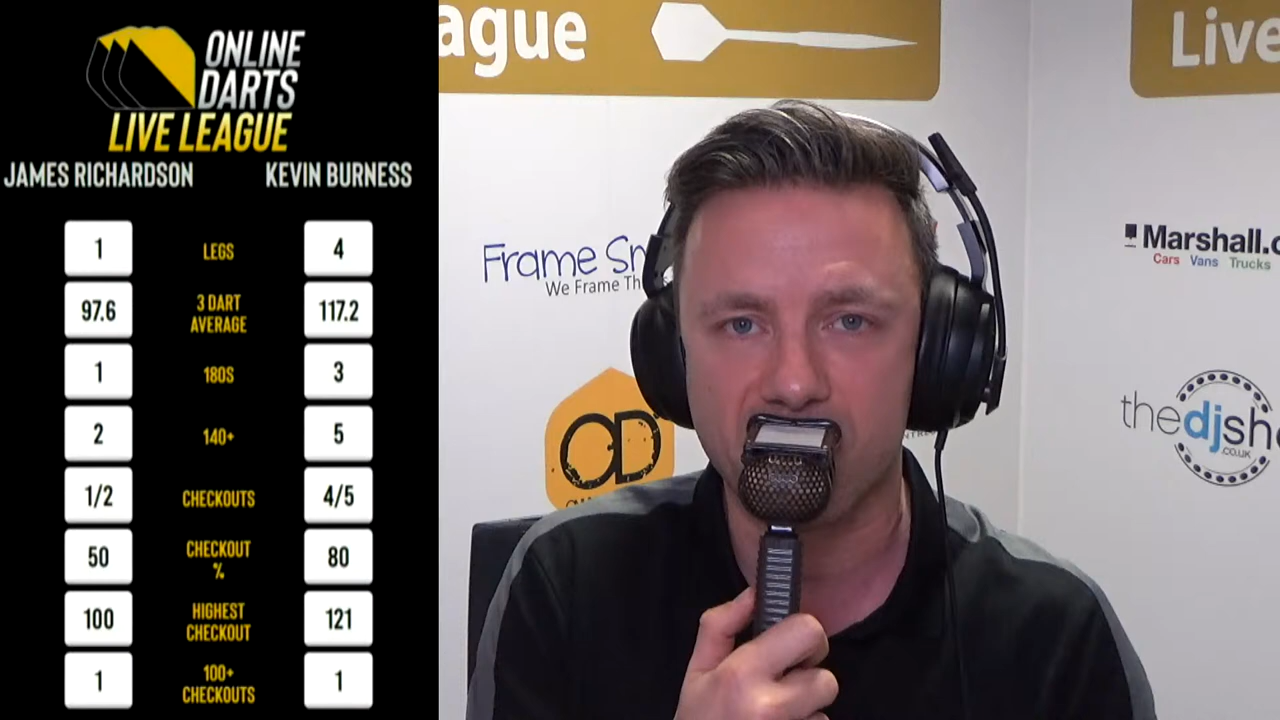 ONLINE
DARTS
LIVE LEAGUE
JAMES RICHARDSON KEVIN BURNESS
1 LEGS 4
97.6 3 DART AVERAGE 117.2
1 180S 3
2 140+ 5
1/2 CHECKOUTS 4/5
50 CHECKOUT % 80
100 HIGHEST CHECKOUT 121
1 100+ CHECKOUTS 1
ague
Live
Frame Sm
We Frame Th
Marshall.c
Cars Vans Trucks
OD
thedjsh
.CO.UK